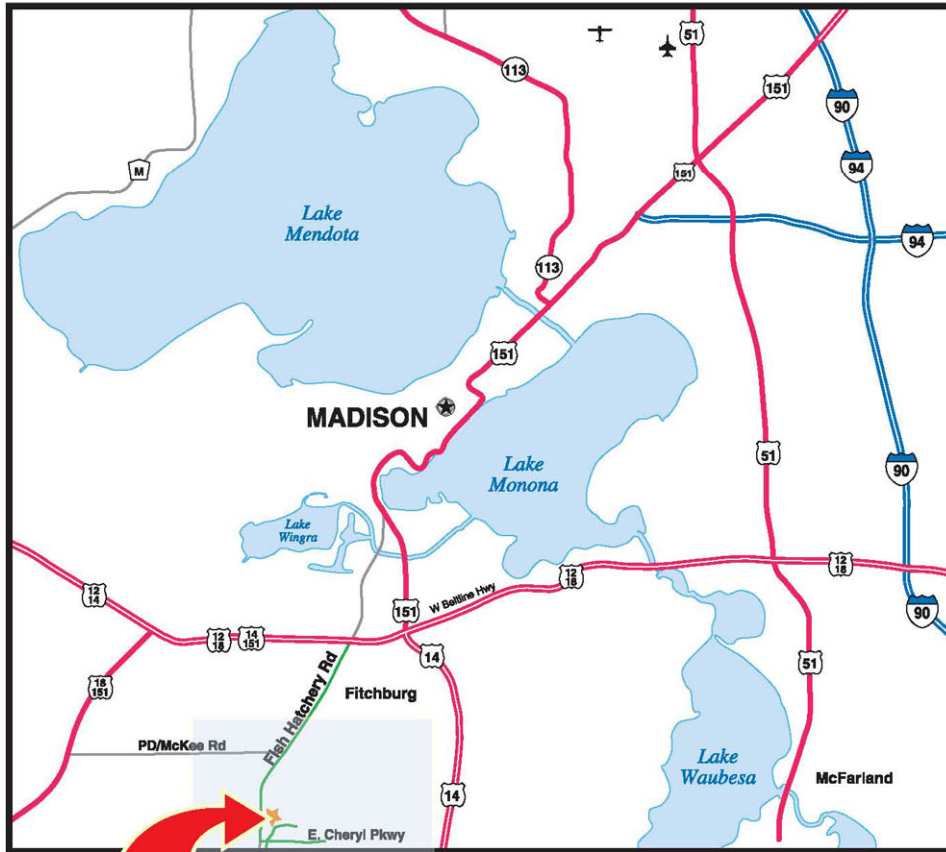 51
113
151
90
M
151
94
Lake
Mendota
94
113
151
MADISON
51
Lake
Monona
90
Lake
Wingra
12
18
12
18
12
14
W Beltline Hwy
151
90
12
18
14
151
14
51
Fish Hatchery Rd
18
151
Fitchburg
PD/McKee Rd
Lake
Waubesa
McFarland
14
E. Cheryl Pkwy